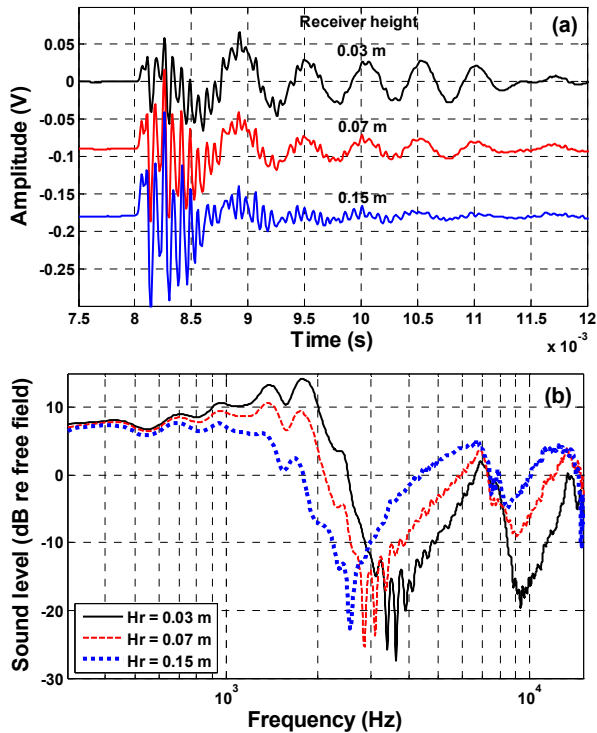 Receiver height
(a)
0.03 m
0.07 m
0.15 m
0.05
0
-0.05
-0.1
-0.15
-0.2
-0.25
Amplitude (V)
7.5 8 8.5 9 9.5 10 10.5 11 11.5 12
Time (s)
x 10⁻³
(b)
10
0
-10
-20
-30
Sound level (dB re free field)
Hr = 0.03 m
Hr = 0.07 m
Hr = 0.15 m
10³ 10⁴
Frequency (Hz)